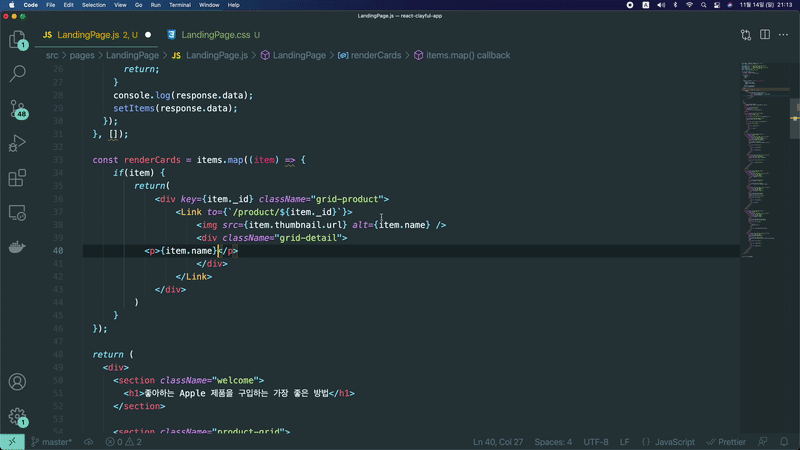 Code File Edit Selection View Go Run Terminal Window Help A 11월 14일 (일) 21:13
LandingPage.js — react-clayful-app
LandingPage.js 2, U
LandingPage.css U
src > pages > LandingPage > LandingPage.js > LandingPage > renderCards > items.map() callback
26 return;
27 }
28 console.log(response.data);
29 setItems(response.data);
30 });
31 }, []);
32
33 const renderCards = items.map((item) => {
34 if(item) {
35 return(
36 <div key={item._id} className="grid-product">
37 <Link to={`/product/${item._id}`}>
38 <img src={item.thumbnail.url} alt={item.name} />
39 <div className="grid-detail">
40 <p>{item.name}</p>
41 </div>
42 </Link>
43 </div>
44 )
45 }
46 });
47
48 return (
49 <div>
50 <section className="welcome">
51 <h1>좋아하는 Apple 제품을 구입하는 가장 좋은 방법</h1>
52 </section>
53
54 <section className="product-grid">
1
48
1
master*
0 2
Ln 40, Col 27 Spaces: 4 UTF-8 LF {} JavaScript Prettier